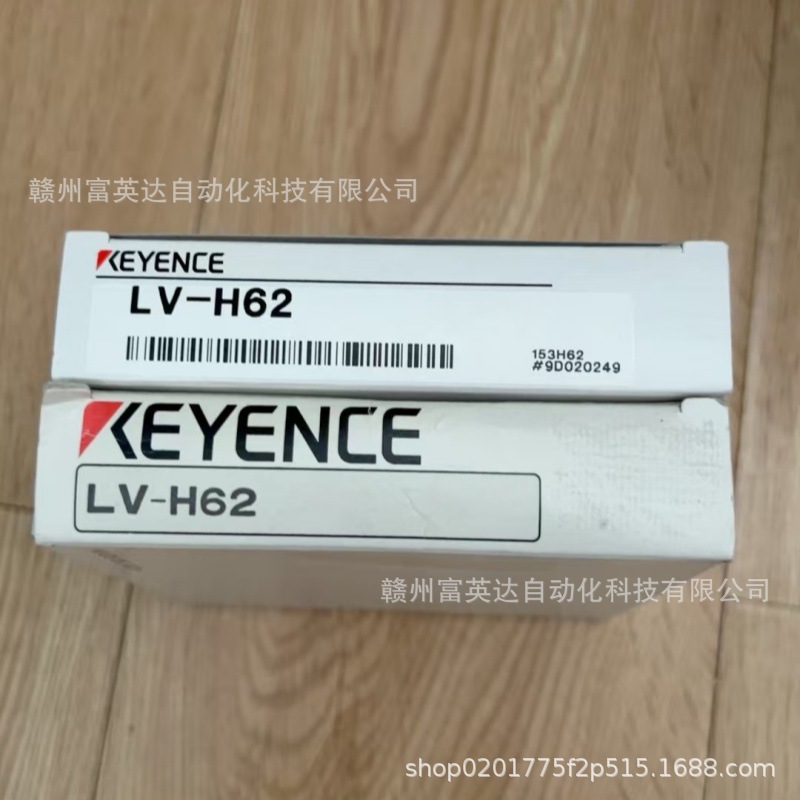 赣州富英达自动化科技有限公司
KEYENCE
LV-H62
153H62
#9D020249
KEYENCE
LV-H62
赣州富英达自动化科技有限公司
shop0201775f2p515.1688.com